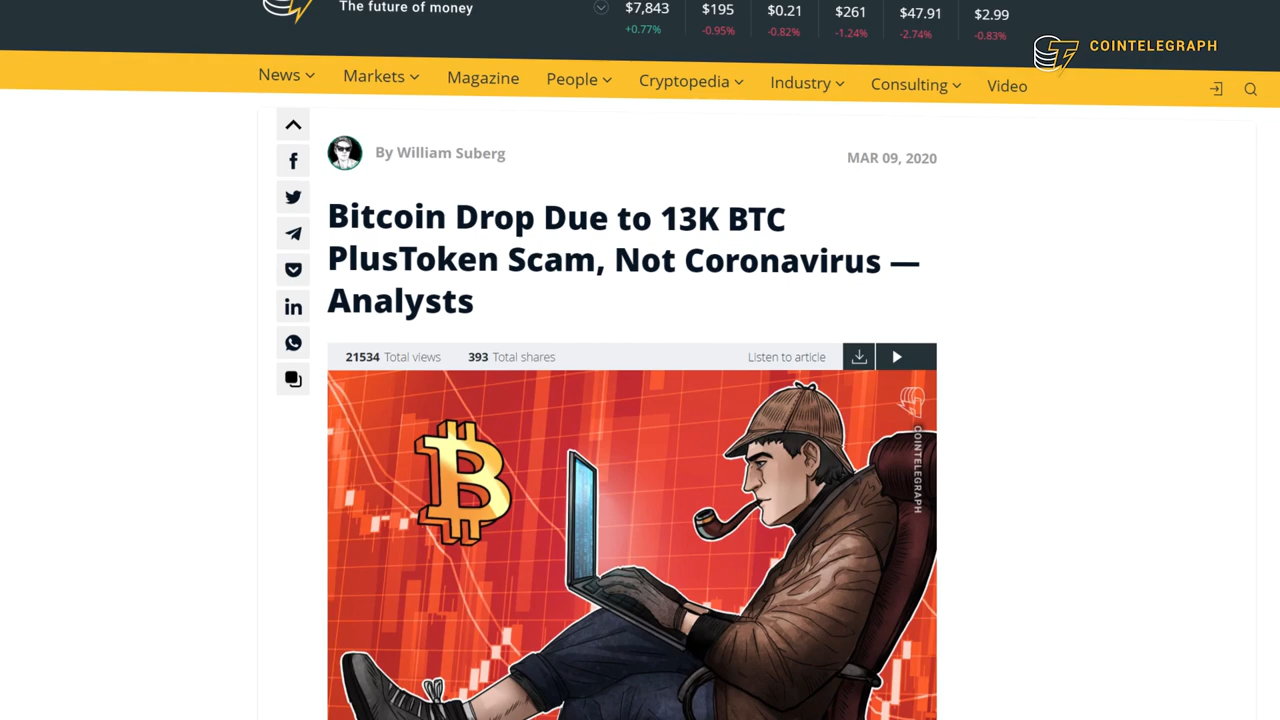 The future of money
$7,843 $195 $0.21 $261 $47.91 $2.99
+0.77% -0.95% -0.82% -1.24% -2.74% -0.83%
COINTELEGRAPH
News Markets Magazine People Cryptopedia Industry Consulting Video
By William Suberg
MAR 09, 2020
Bitcoin Drop Due to 13K BTC
PlusToken Scam, Not Coronavirus —
Analysts
21534 Total views 393 Total shares Listen to article
COINTELEGRAPH